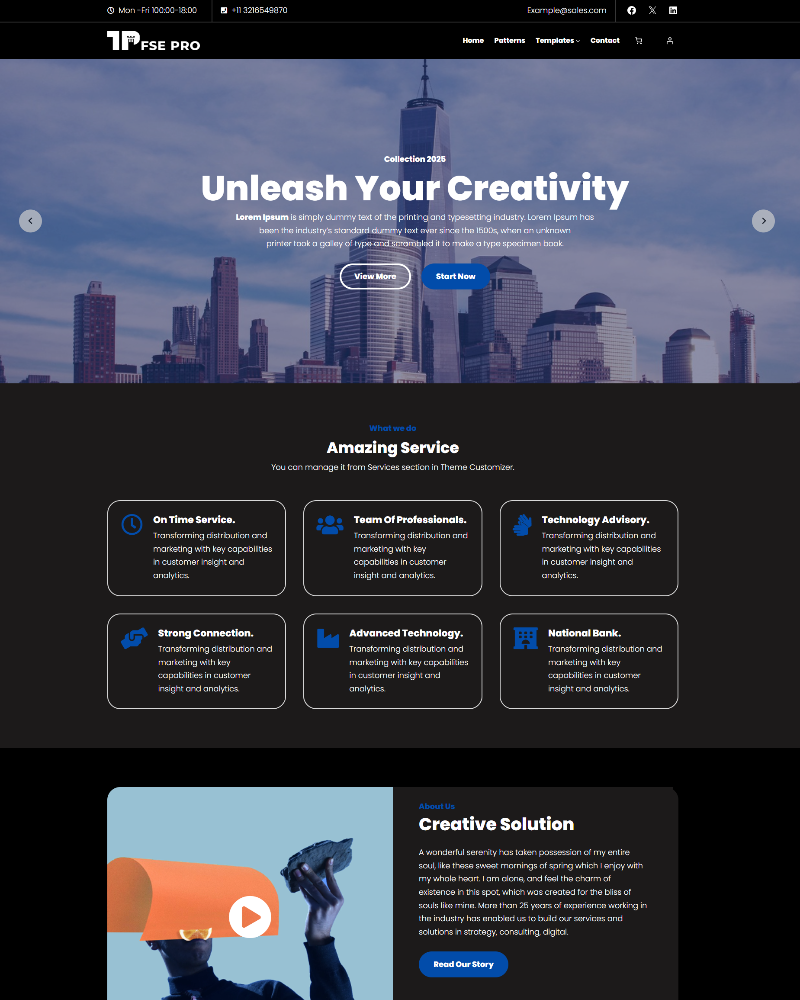 Mon -Fri 100:00-18:00
+11 3216549870
Example@sales.com
TP FSE PRO
Home
Patterns
Templates
Contact
Collection 2025
Unleash Your Creativity
Lorem Ipsum is simply dummy text of the printing and typesetting industry. Lorem Ipsum has
been the industry's standard dummy text ever since the 1500s, when an unknown
printer took a galley of type and scrambled it to make a type specimen book.
View More
Start Now
What we do
Amazing Service
You can manage it from Services section in Theme Customizer.
On Time Service.
Transforming distribution and
marketing with key capabilities
in customer insight and
analytics.
Team Of Professionals.
Transforming distribution and
marketing with key
capabilities in customer
insight and analytics.
Technology Advisory.
Transforming distribution and
marketing with key capabilities
in customer insight and
analytics.
Strong Connection.
Transforming distribution and
marketing with key
capabilities in customer
insight and analytics.
Advanced Technology.
Transforming distribution and
marketing with key capabilities
in customer insight and
analytics.
National Bank.
Transforming distribution and
marketing with key
capabilities in customer
insight and analytics.
About Us
Creative Solution
A wonderful serenity has taken possession of my entire
soul, like these sweet mornings of spring which I enjoy with
my whole heart. I am alone, and feel the charm of
existence in this spot, which was created for the bliss of
souls like mine. More than 25 years of experience working in
the industry has enabled us to build our services and
solutions in strategy, consulting, digital.
Read Our Story